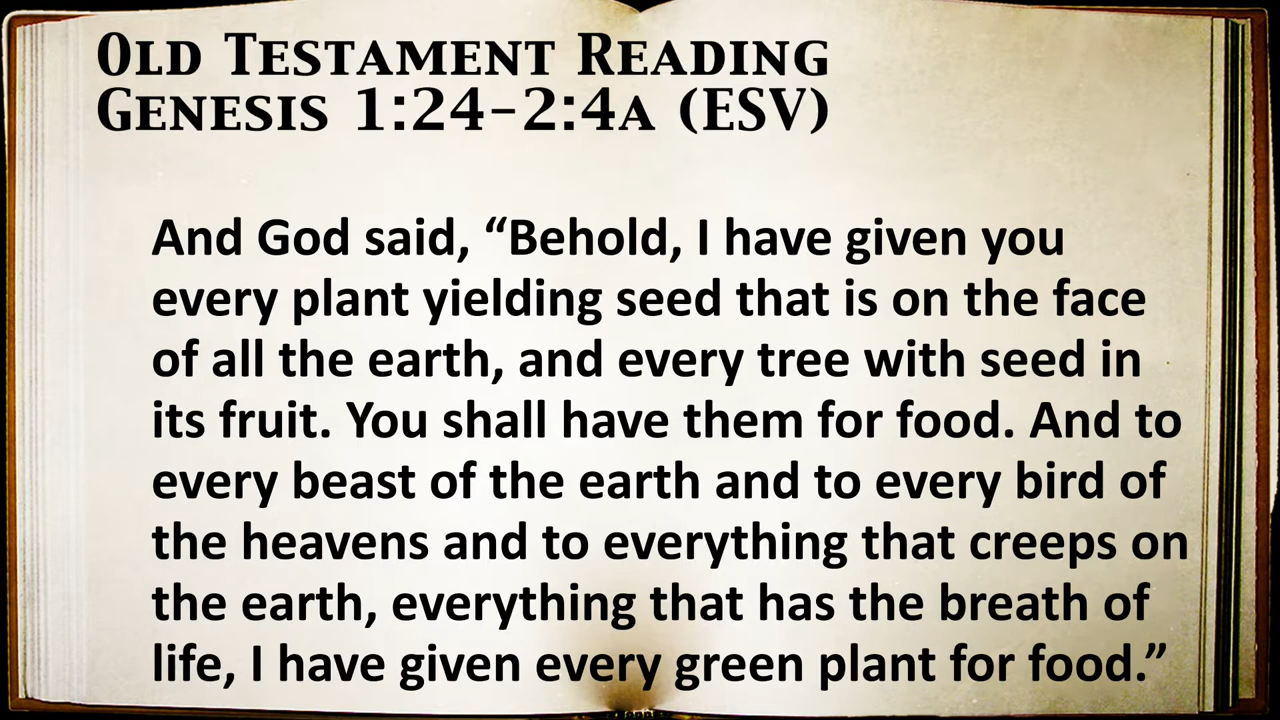 Old Testament Reading
Genesis 1:24-2:4a (ESV)
And God said, “Behold, I have given you
every plant yielding seed that is on the face
of all the earth, and every tree with seed in
its fruit. You shall have them for food. And to
every beast of the earth and to every bird of
the heavens and to everything that creeps on
the earth, everything that has the breath of
life, I have given every green plant for food.”